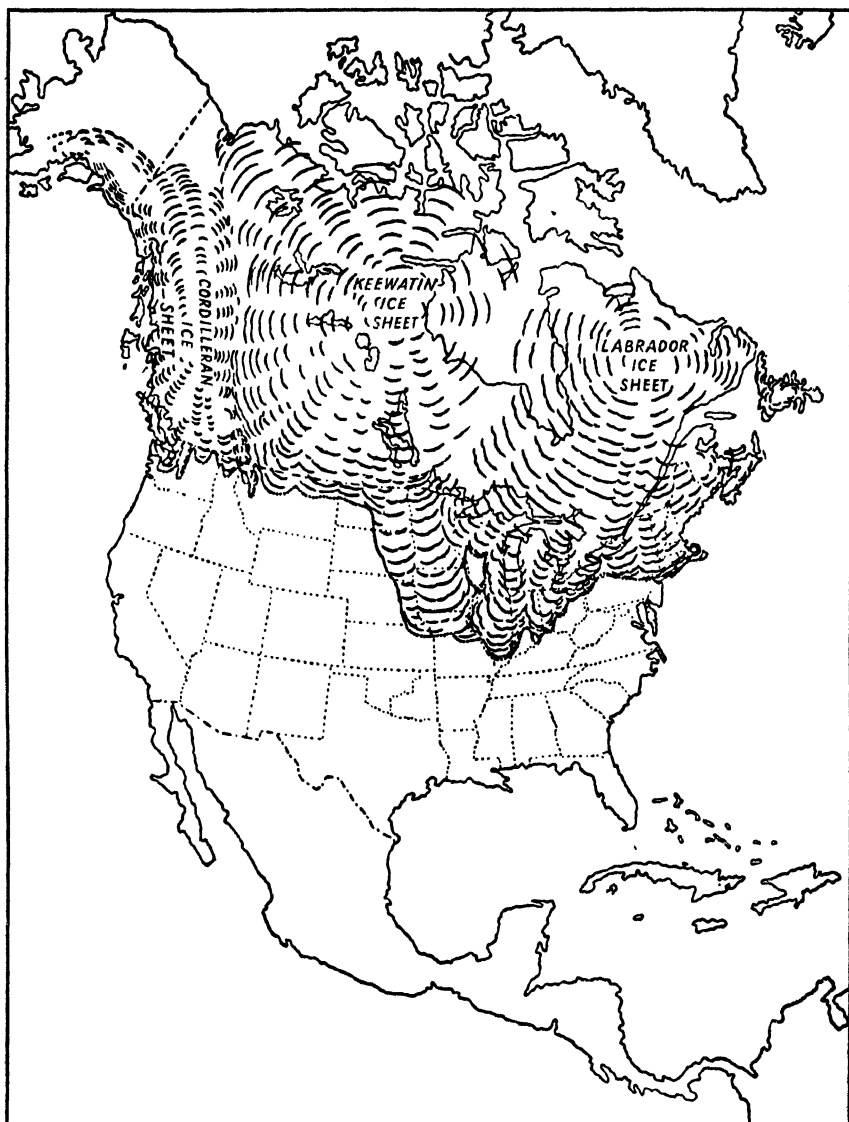 CORDILLERAN
ICE
SHEET
KEEWATIN
ICE
SHEET
LABRADOR
ICE
SHEET